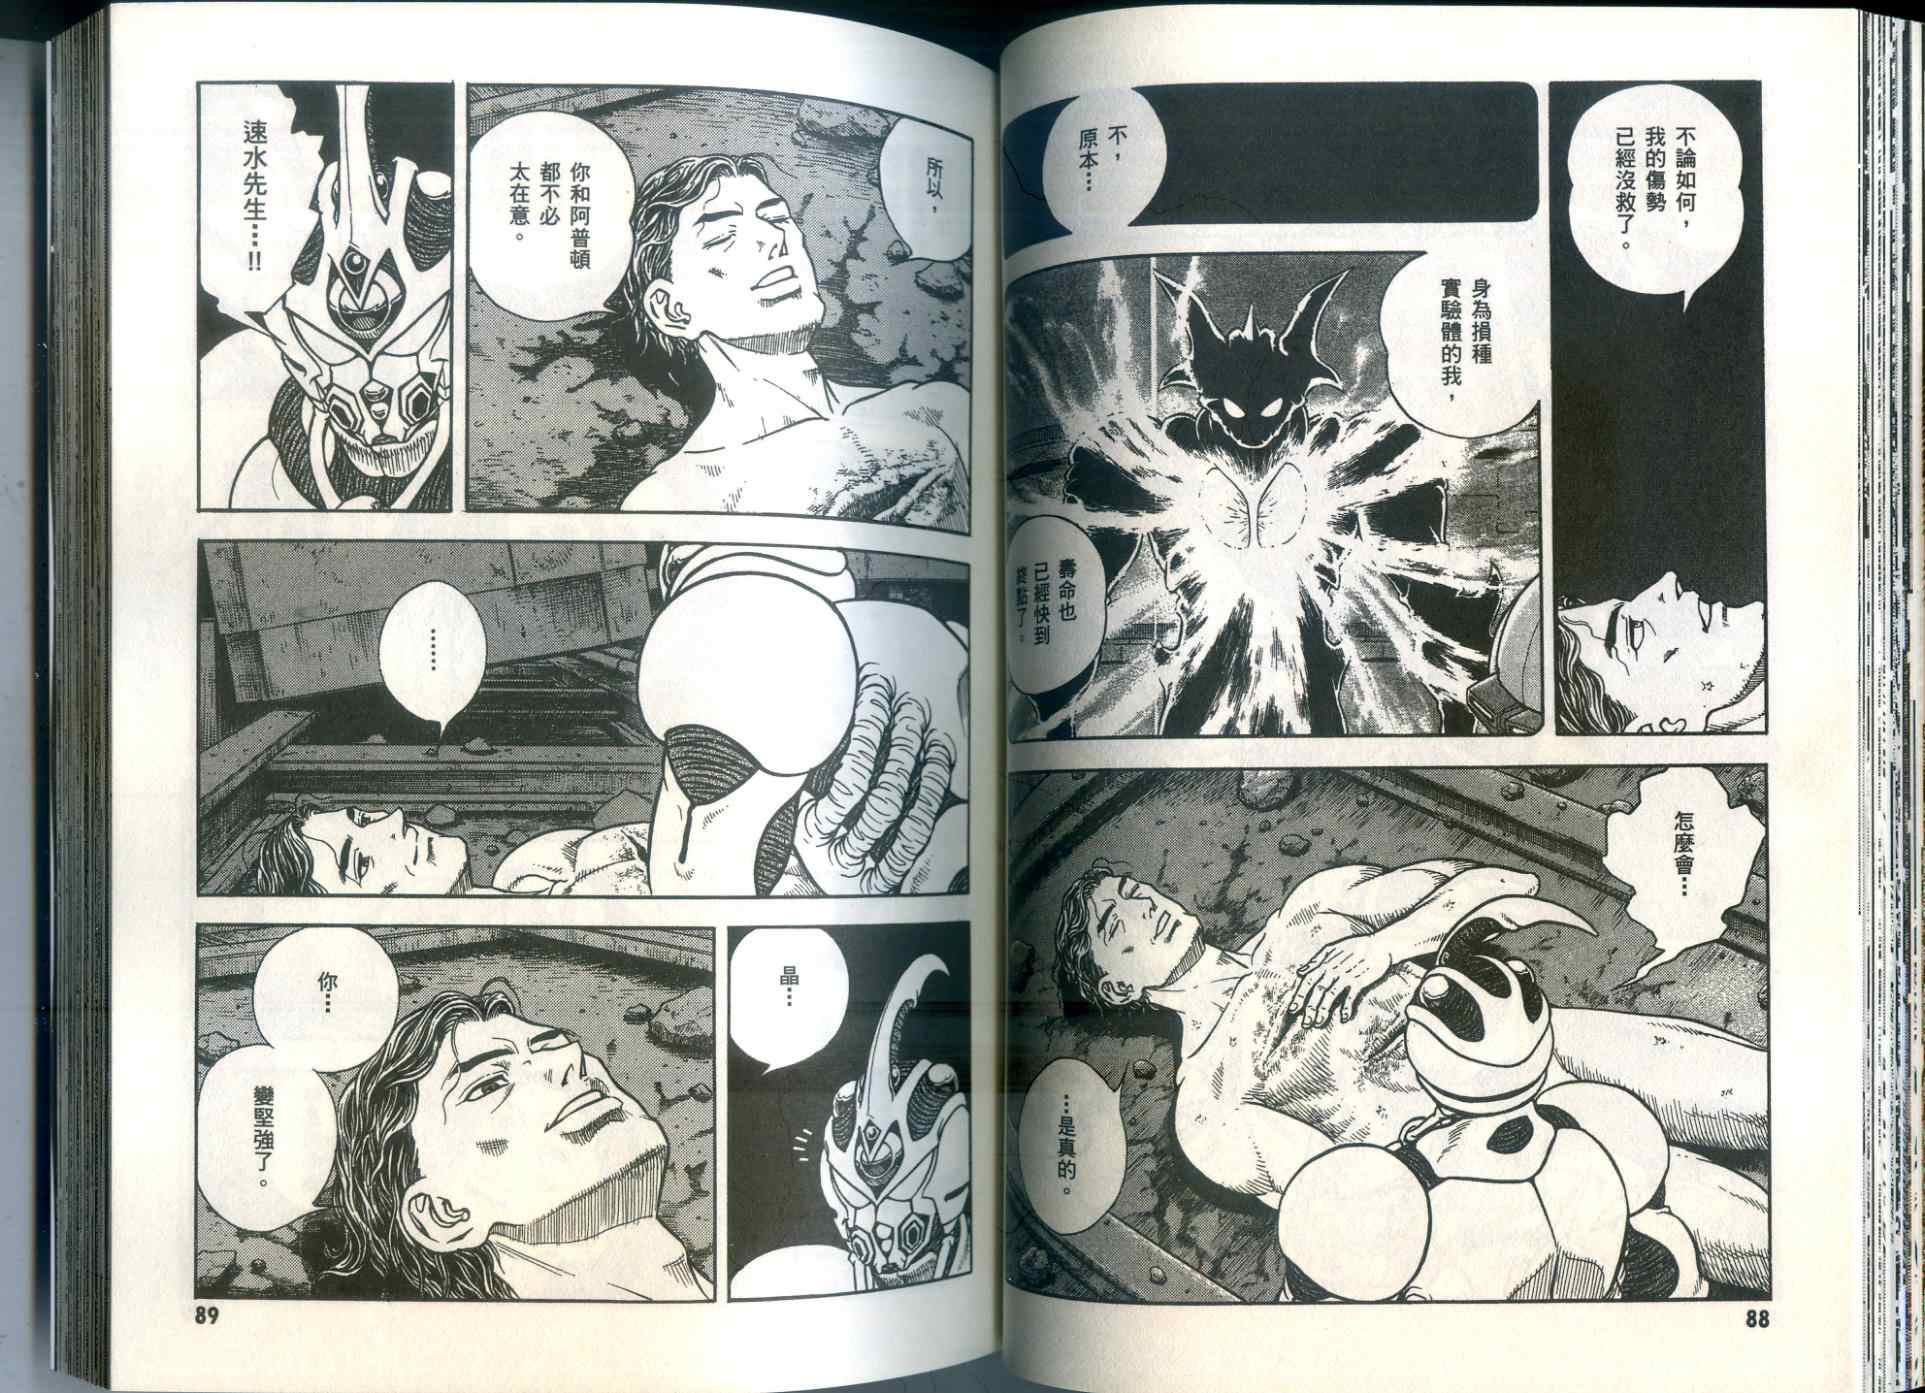 不論如何，
我的傷勢
已經沒救了。
不，
原本…
身為損種
實驗體的我，
壽命也
已經快到
終點了。
怎麼會…
…是真的。
88
所以，
你和阿普頓
都不必
太在意。
速水先生…!!
……
晶…
你…
變堅強了。
89